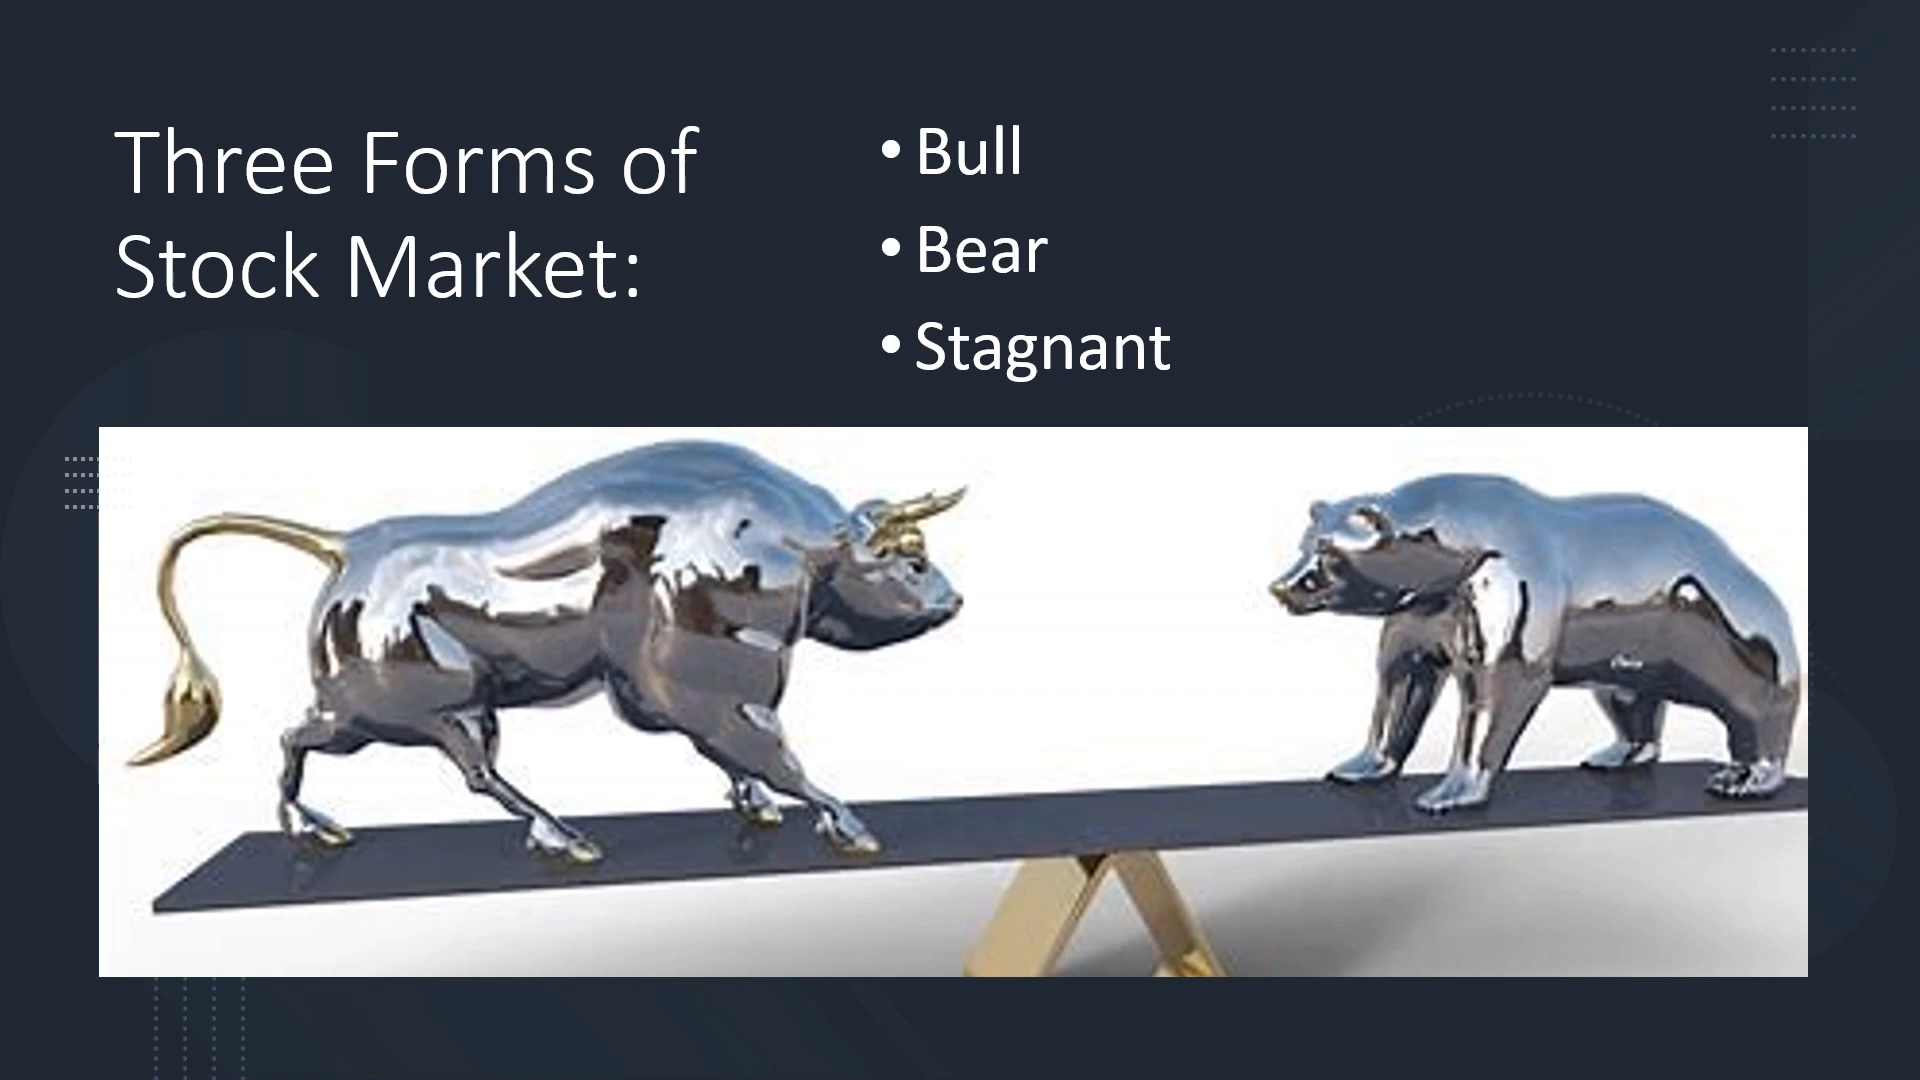 Three Forms of
Stock Market:
• Bull
• Bear
• Stagnant